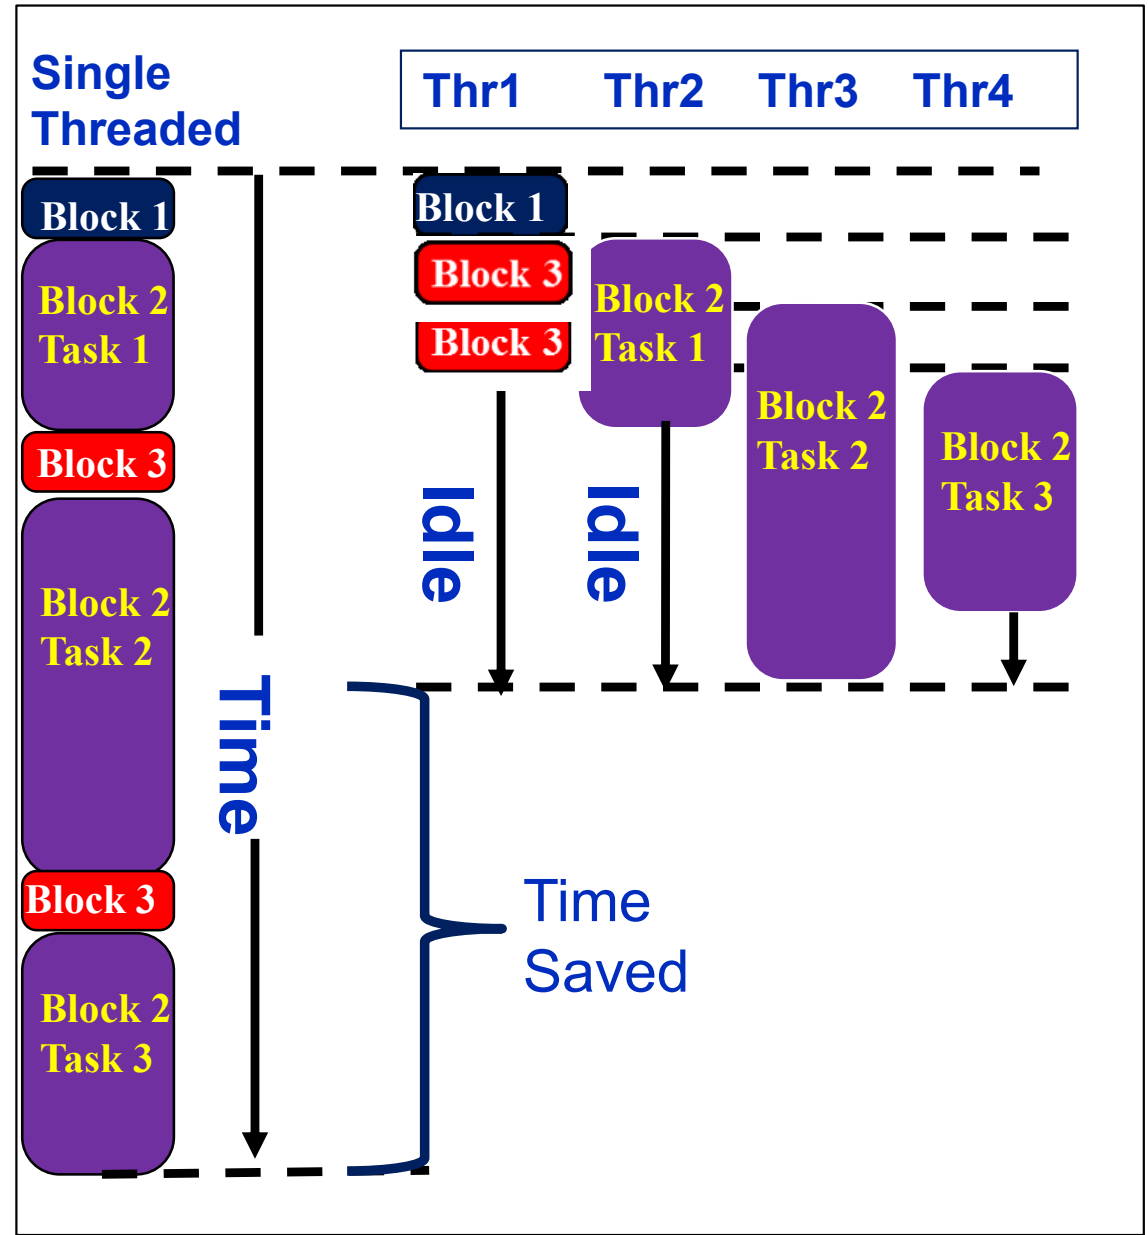 Single
Threaded
Thr1 Thr2 Thr3 Thr4
Block 1
Block 2
Task 1
Block 3
Block 2
Task 2
Block 3
Block 2
Task 3
Time
Block 1
Block 3
Block 3
Idle
Block 2
Task 1
Idle
Block 2
Task 2
Block 2
Task 3
Time
Saved